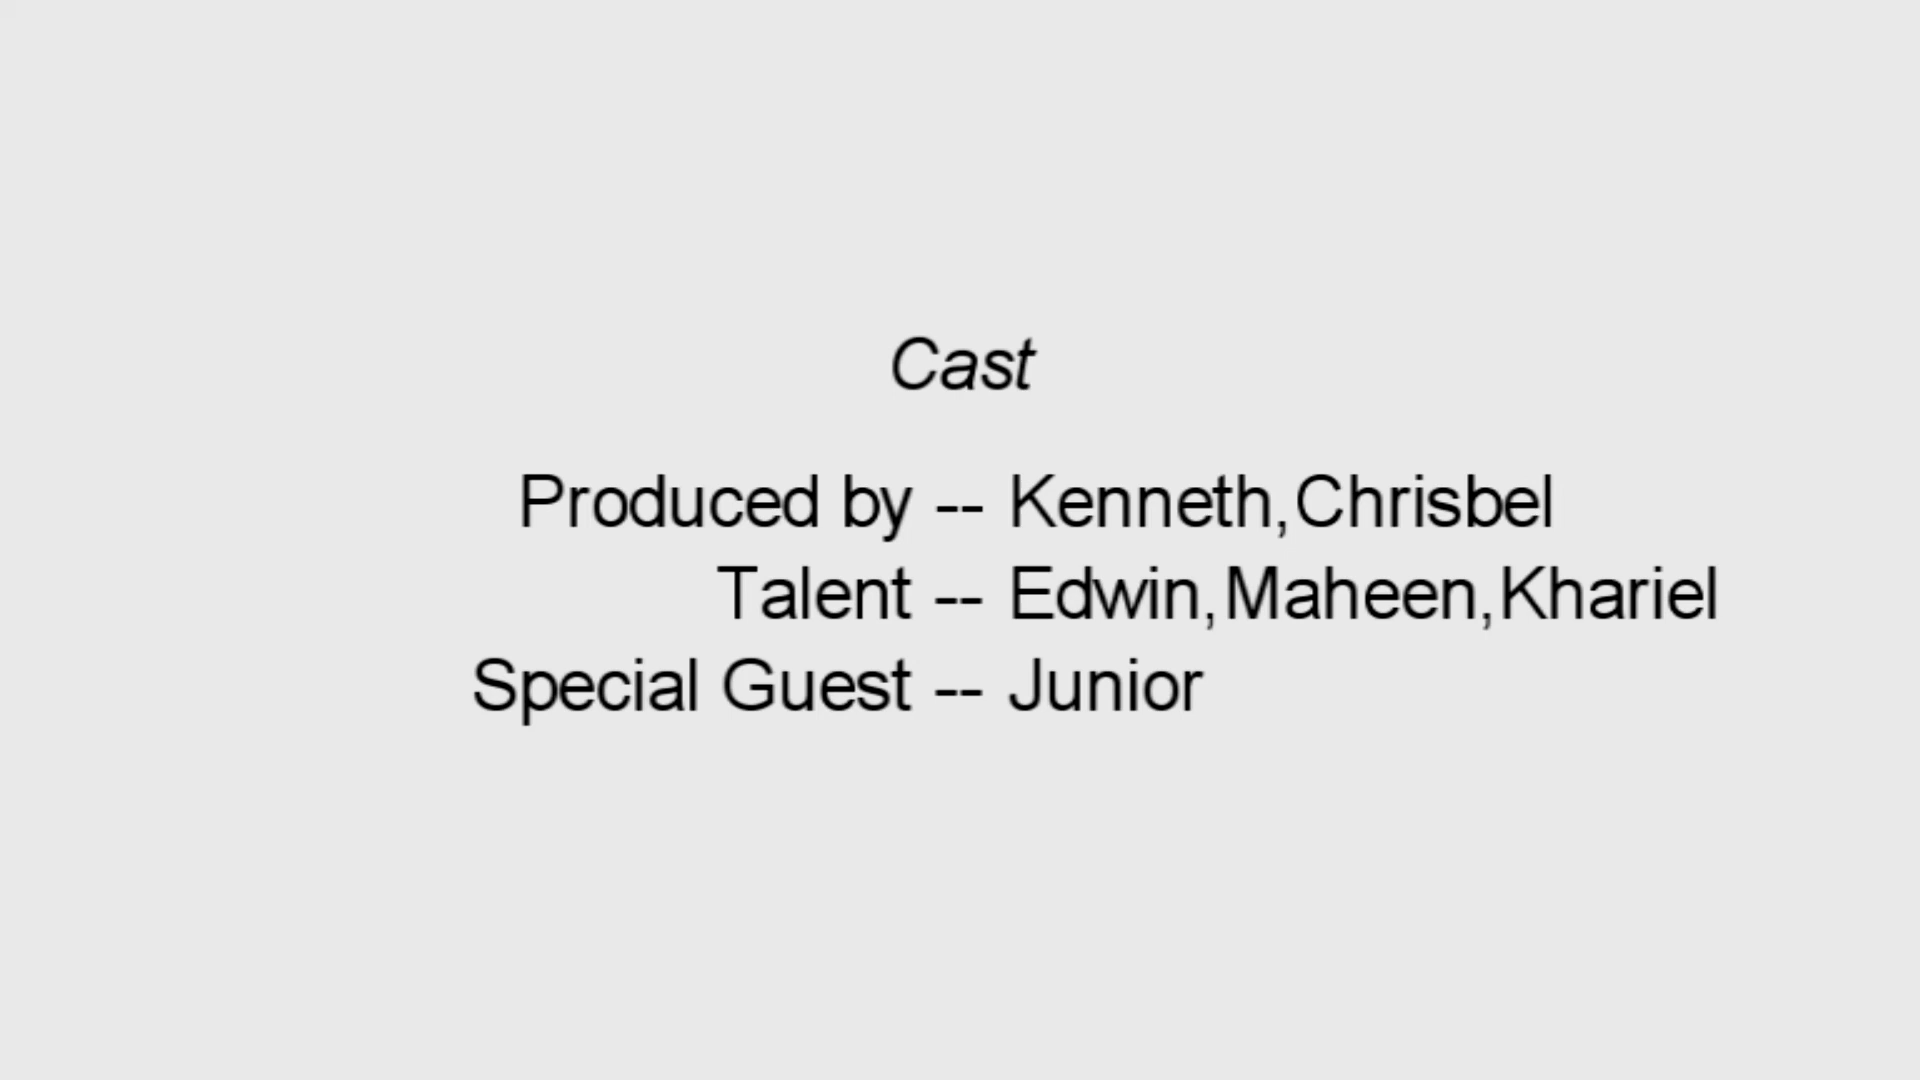 Cast
Produced by -- Kenneth,Chrisbel
Talent -- Edwin,Maheen,Khariel
Special Guest -- Junior